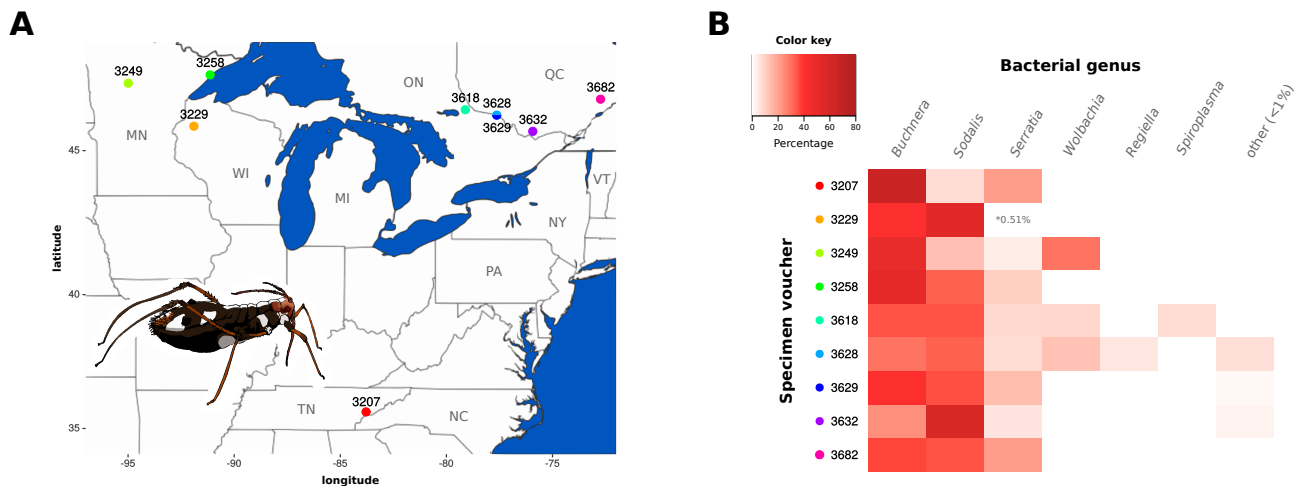 A
3249
3258
3229
MN
WI
MI
ON
QC
3618
3628
3629
3632
3682
VT
NY
PA
TN
3207
NC
45
40
35
latitude
-95
-90
-85
-80
-75
longitude
B
Color key
0 20 40 60 80
Percentage
Bacterial genus
Buchnera
Sodalis
Serratia
Wolbachia
Regiella
Spiroplasma
other (<1%)
Specimen voucher
3207
3229
*0.51%
3249
3258
3618
3628
3629
3632
3682